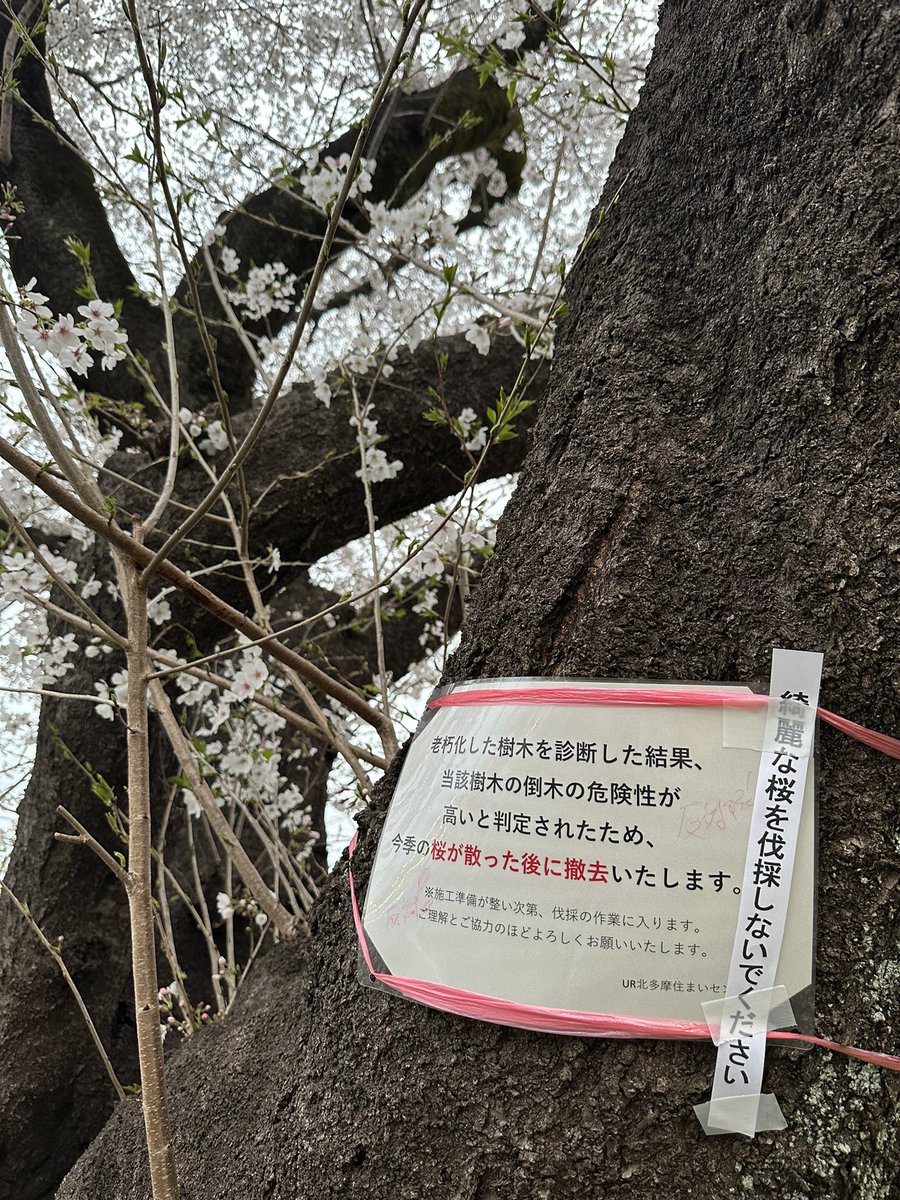 老朽化した樹木を診断した結果、
当該樹木の倒木の危険性が
高いと判定されたため、
今季の桜が散った後に撤去いたします。
※施工準備が整い次第、伐採の作業に入ります。
ご理解とご協力のほどよろしくお願いいたします。
UR北多摩住まいセン
綺麗な桜を伐採しないでください